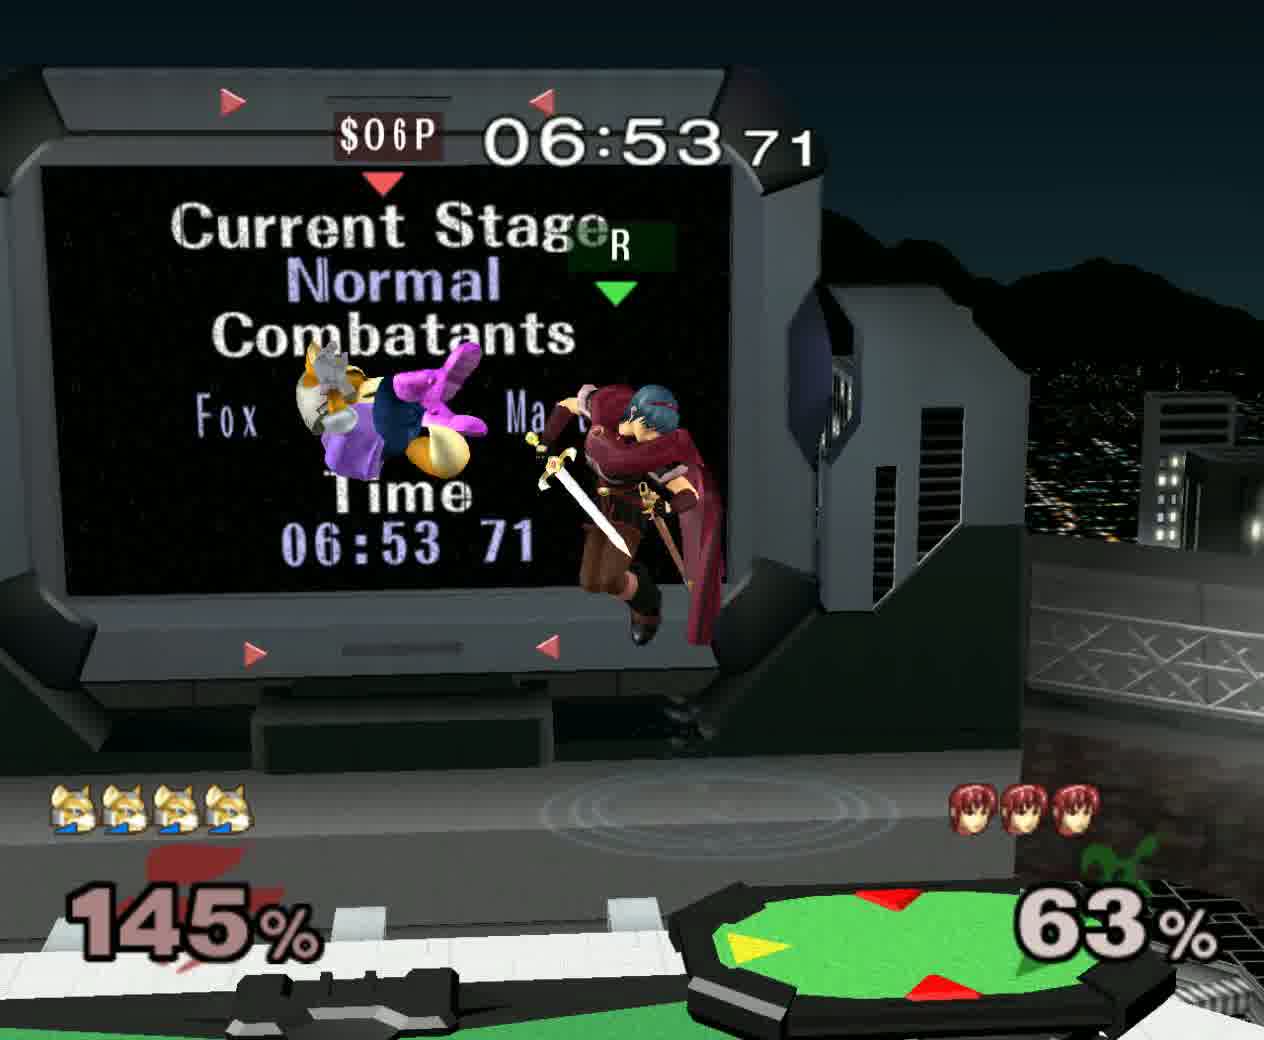 $06P
06:53 71
Current Stage
R
Normal
Combatants
Fox
Time
06:53 71
145%
63%